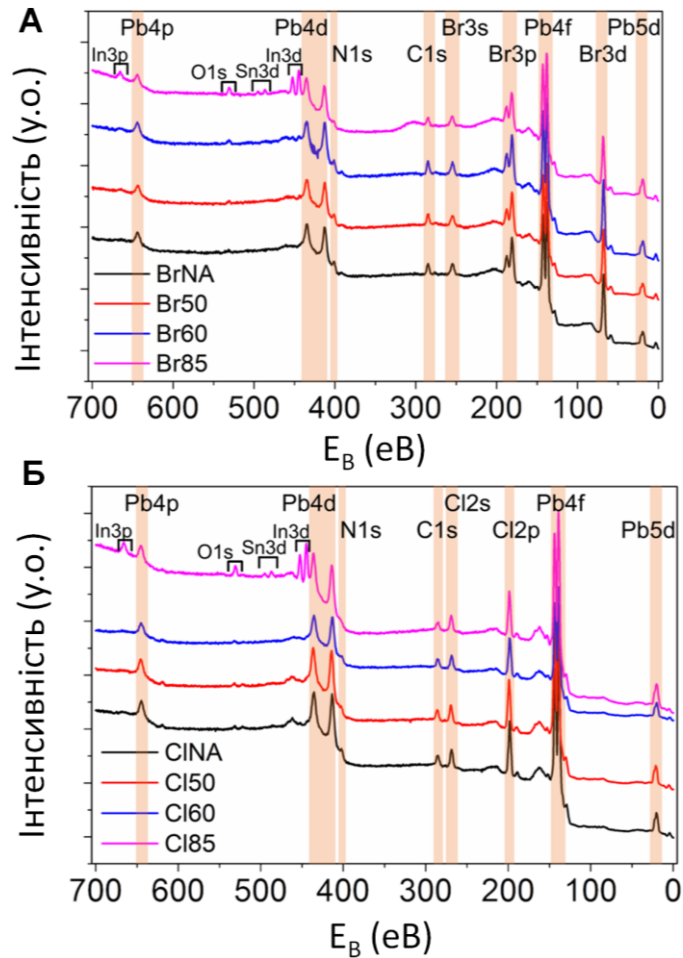 А
Pb4p
Pb4d
Br3s
Pb4f
Pb5d
In3p
O1s
Sn3d
In3d
N1s
C1s
Br3p
Br3d
BrNA
Br50
Br60
Br85
Інтенсивність (у.о.)
700 600 500 400 300 200 100 0
E_B (еВ)
Б
Pb4p
Pb4d
Cl2s
Pb4f
In3p
O1s
Sn3d
In3d
N1s
C1s
Cl2p
Pb5d
ClNA
Cl50
Cl60
Cl85
Інтенсивність (у.о.)
700 600 500 400 300 200 100 0
E_B (еВ)